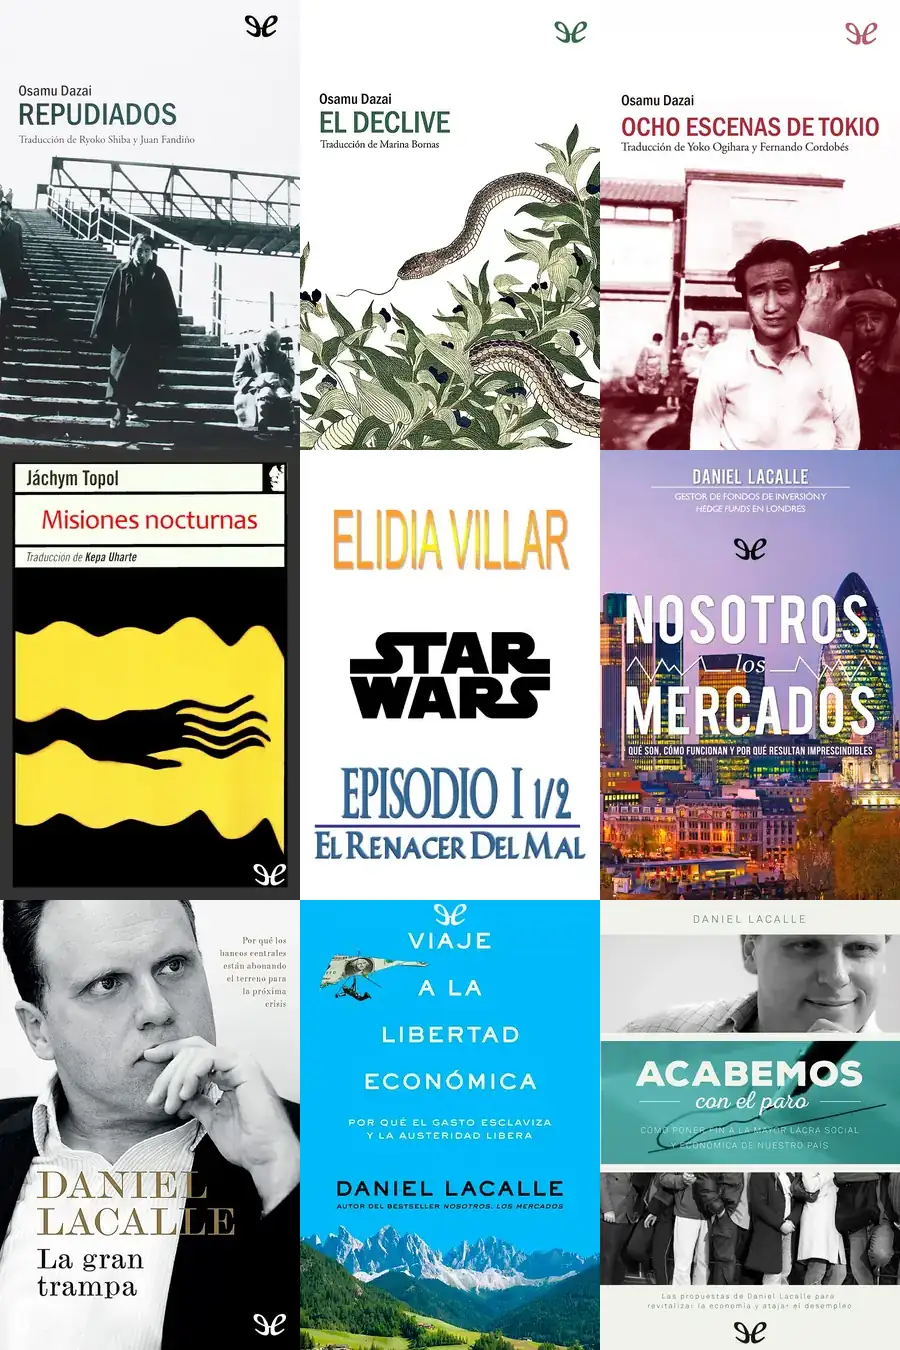 Osamu Dazai
REPUDIADOS
Traducción de Ryoko Shiba y Juan Fandiño
Osamu Dazai
EL DECLIVE
Traducción de Marina Bornas
Osamu Dazai
OCHO ESCENAS DE TOKIO
Traducción de Yoko Ogihara y Fernando Cordobés
Jáchym Topol
Misiones nocturnas
Traducción de Kepa Uharte
ELIDIA VILLAR
STAR
WARS
EPISODIO I 1/2
EL RENACER DEL MAL
DANIEL LACALLE
GESTOR DE FONDOS DE INVERSIÓN Y
HEDGE FUNDS EN LONDRES
NOSOTROS,
los
MERCADOS
QUÉ SON, CÓMO FUNCIONAN Y POR QUÉ RESULTAN IMPRESCINDIBLES
Por qué los
bancos centrales
están abonando
el terreno para
la próxima
crisis
DANIEL
LACALLE
La gran
trampa
VIAJE
A LA
LIBERTAD
ECONÓMICA
POR QUÉ EL GASTO ESCLAVIZA
Y LA AUSTERIDAD LIBERA
DANIEL LACALLE
AUTOR DEL BESTSELLER NOSOTROS, LOS MERCADOS
DANIEL LACALLE
ACABEMOS
con el paro
CÓMO PONER FIN A LA MAYOR LACRA SOCIAL
Y ECONÓMICA DE NUESTRO PAÍS
Las propuestas de Daniel Lacalle para
revitalizar la economía y atajar el desempleo